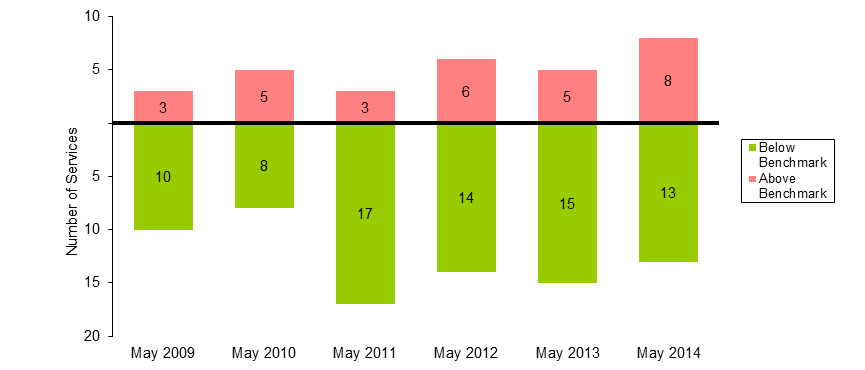 10
5
5
10
15
20
Number of Services
3
5
3
6
5
8
10
8
17
14
15
13
May 2009
May 2010
May 2011
May 2012
May 2013
May 2014
Below
Benchmark
Above
Benchmark